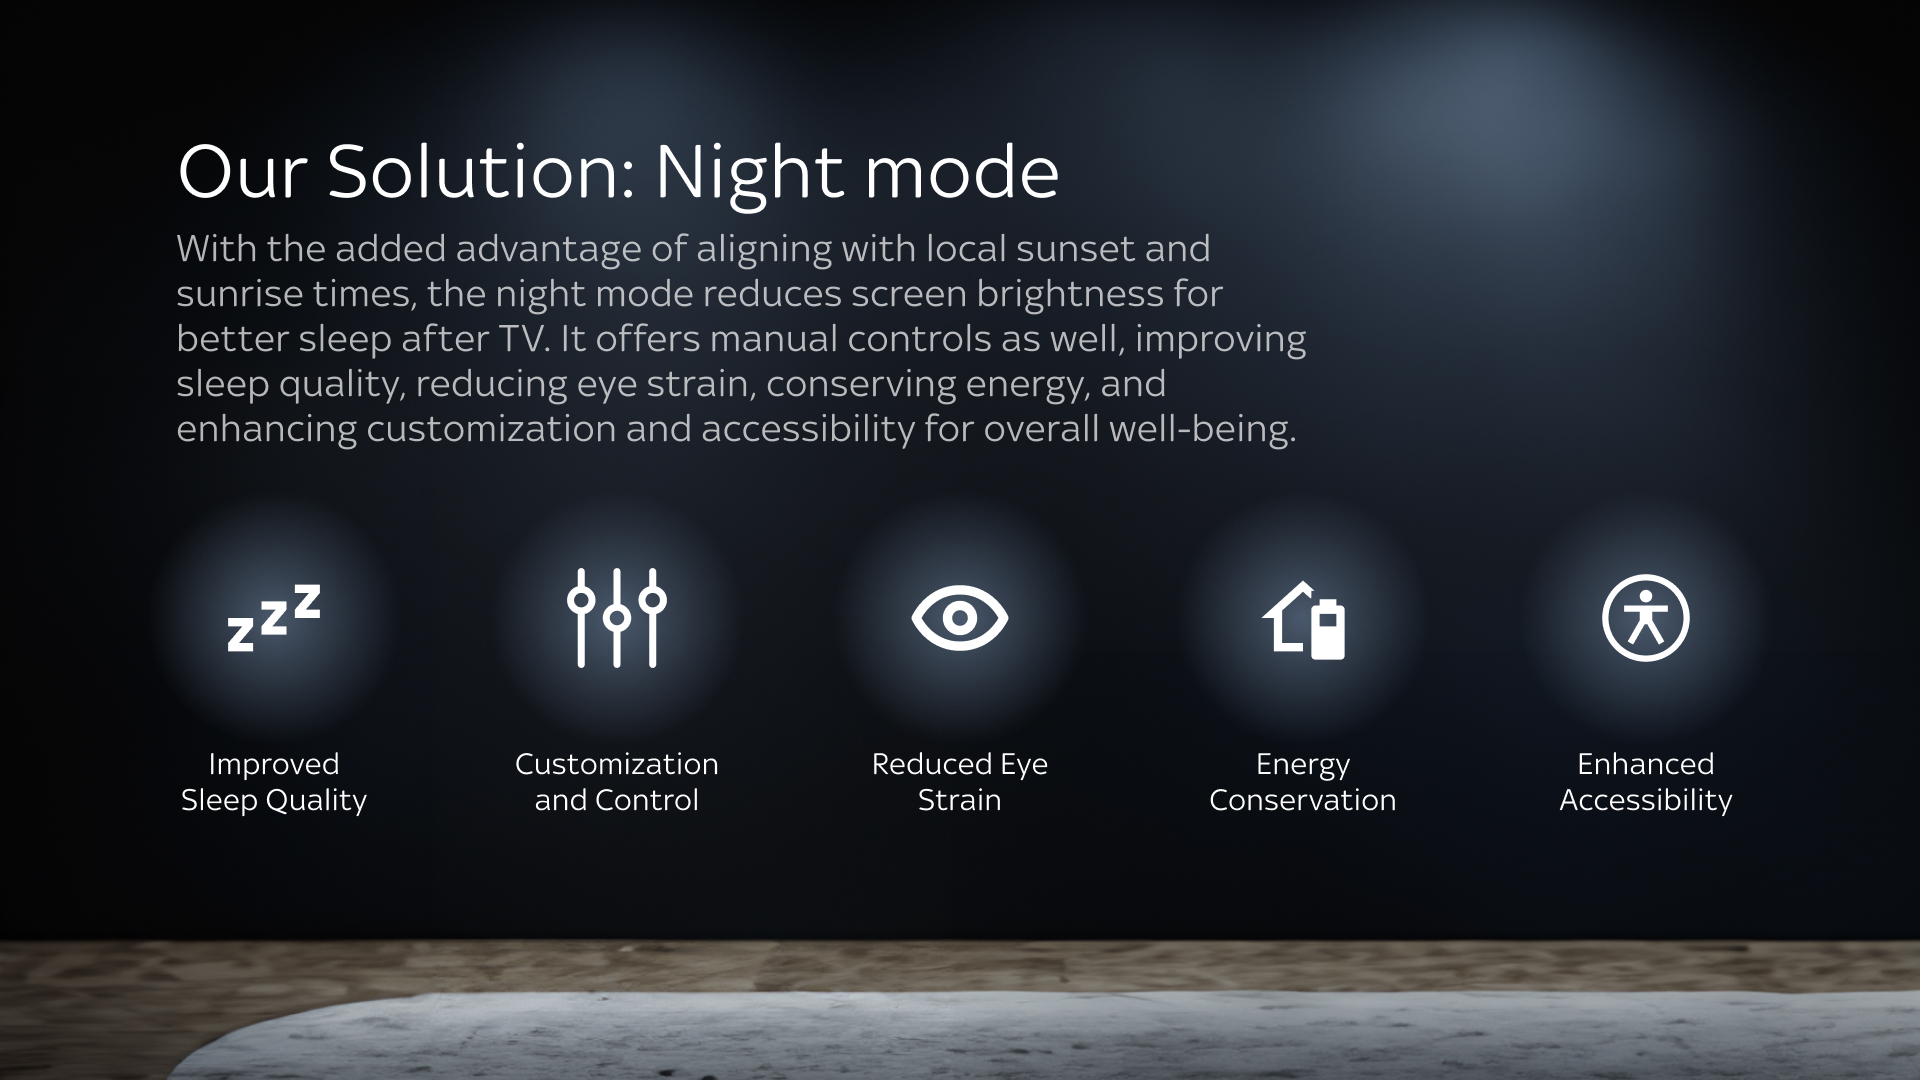 Our Solution: Night mode
With the added advantage of aligning with local sunset and
sunrise times, the night mode reduces screen brightness for
better sleep after TV. It offers manual controls as well, improving
sleep quality, reducing eye strain, conserving energy, and
enhancing customization and accessibility for overall well-being.
zzz
Improved
Sleep Quality
Customization
and Control
Reduced Eye
Strain
Energy
Conservation
Enhanced
Accessibility